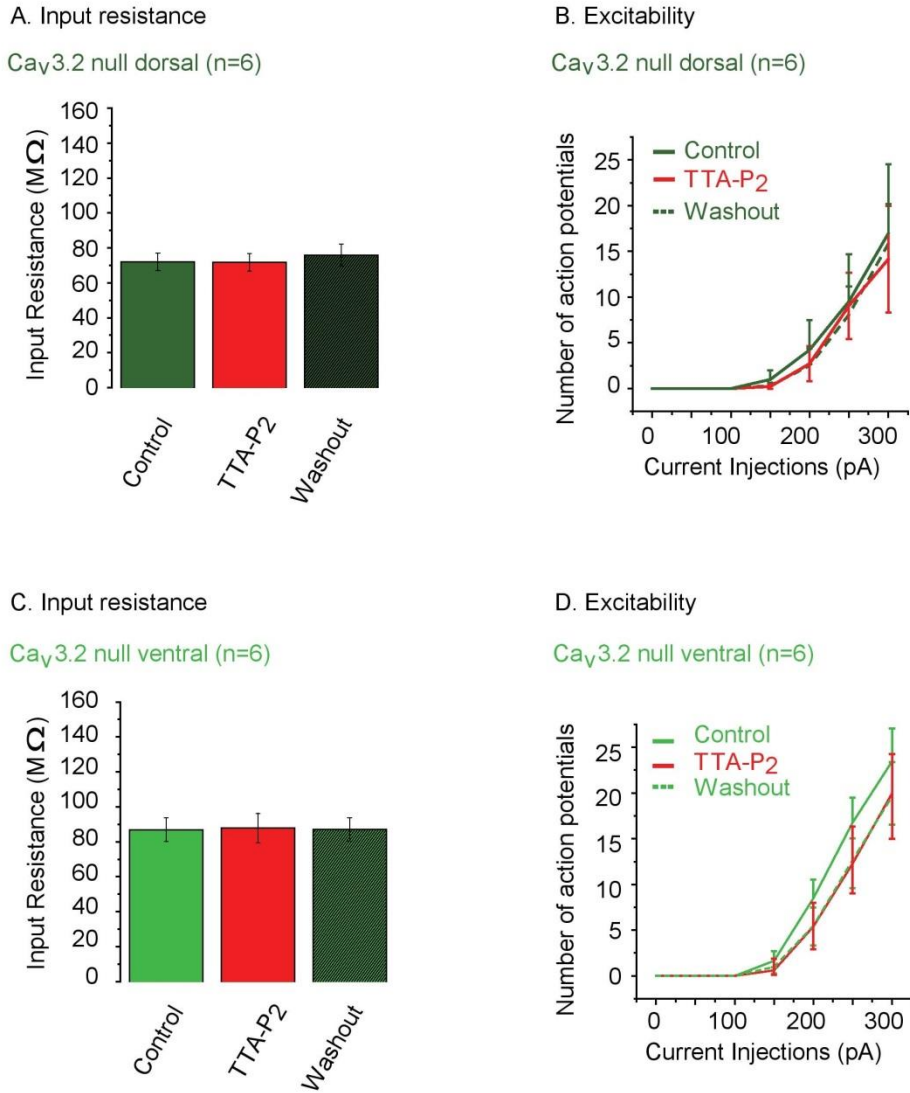 A. Input resistance
Caᵥ3.2 null dorsal (n=6)
Input Resistance (MΩ)
160
140
120
100
80
60
40
20
0
Control
TTA-P2
Washout
B. Excitability
Caᵥ3.2 null dorsal (n=6)
Number of action potentials
25
20
15
10
5
0
Control
TTA-P2
Washout
0 100 200 300
Current Injections (pA)
C. Input resistance
Caᵥ3.2 null ventral (n=6)
Input Resistance (MΩ)
160
140
120
100
80
60
40
20
0
Control
TTA-P2
Washout
D. Excitability
Caᵥ3.2 null ventral (n=6)
Number of action potentials
25
20
15
10
5
0
Control
TTA-P2
Washout
0 100 200 300
Current Injections (pA)